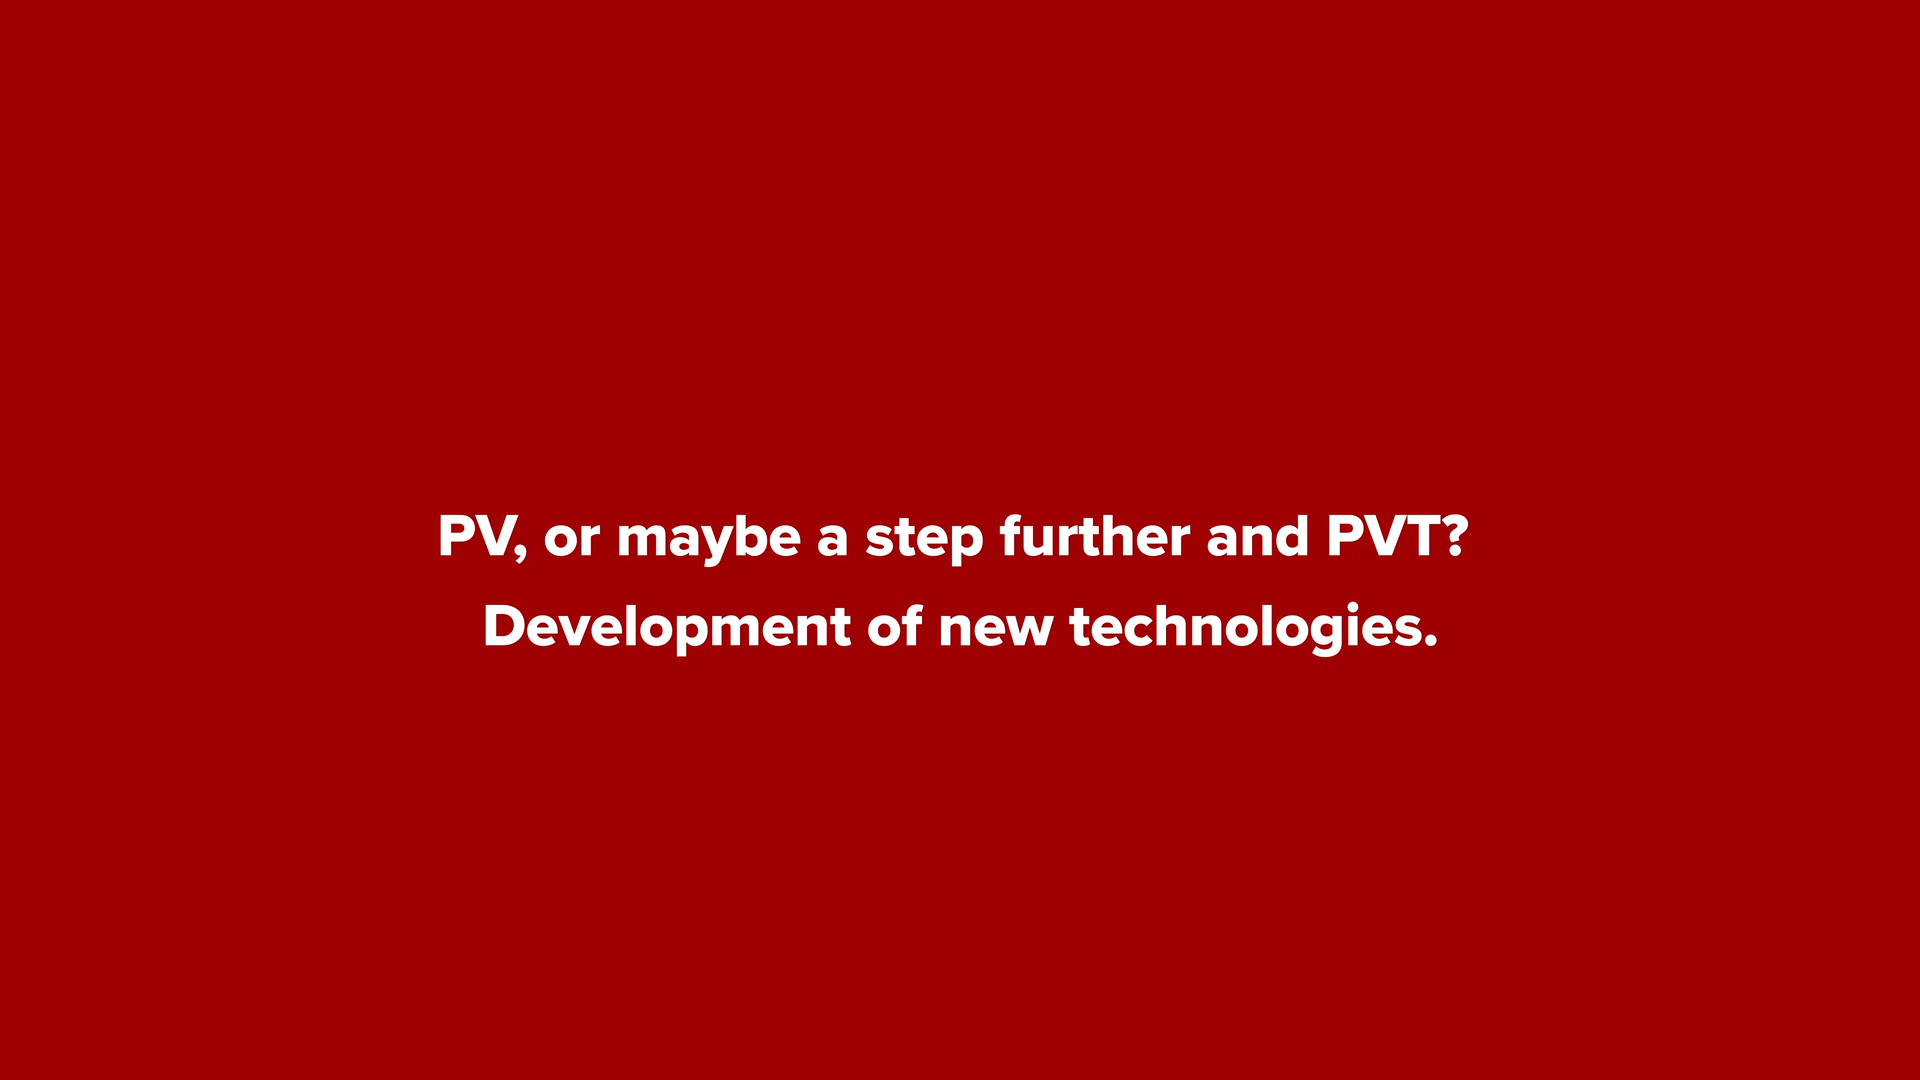 PV, or maybe a step further and PVT?
Development of new technologies.